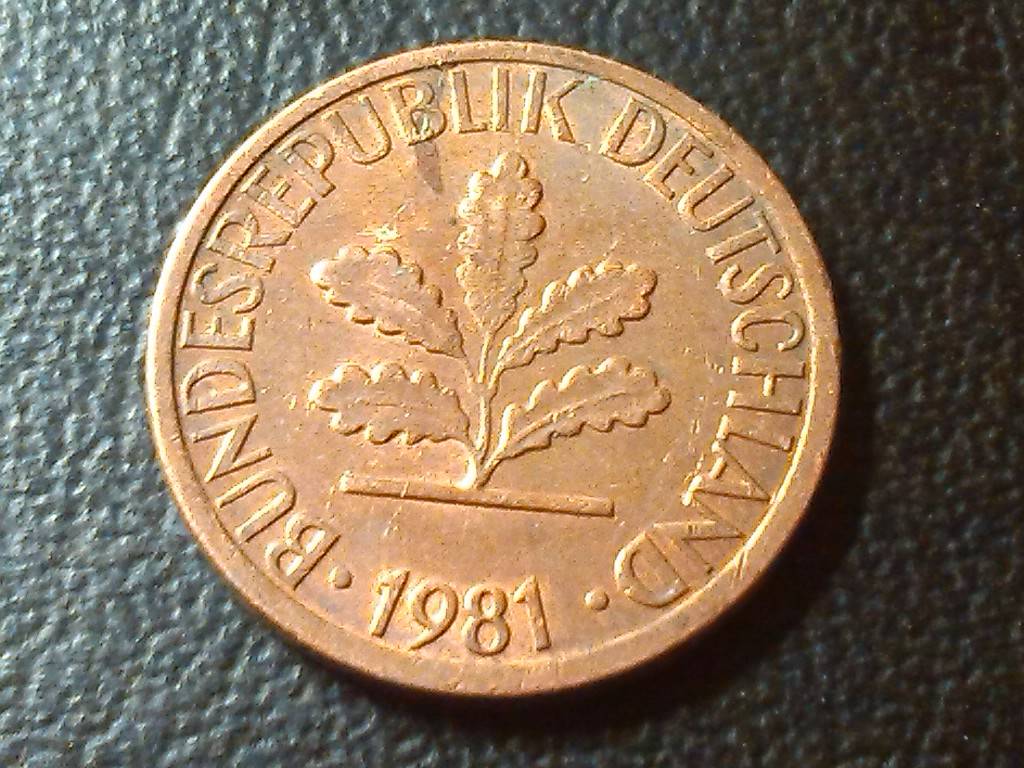 · BUNDESREPUBLIK DEUTSCHLAND ·
1981